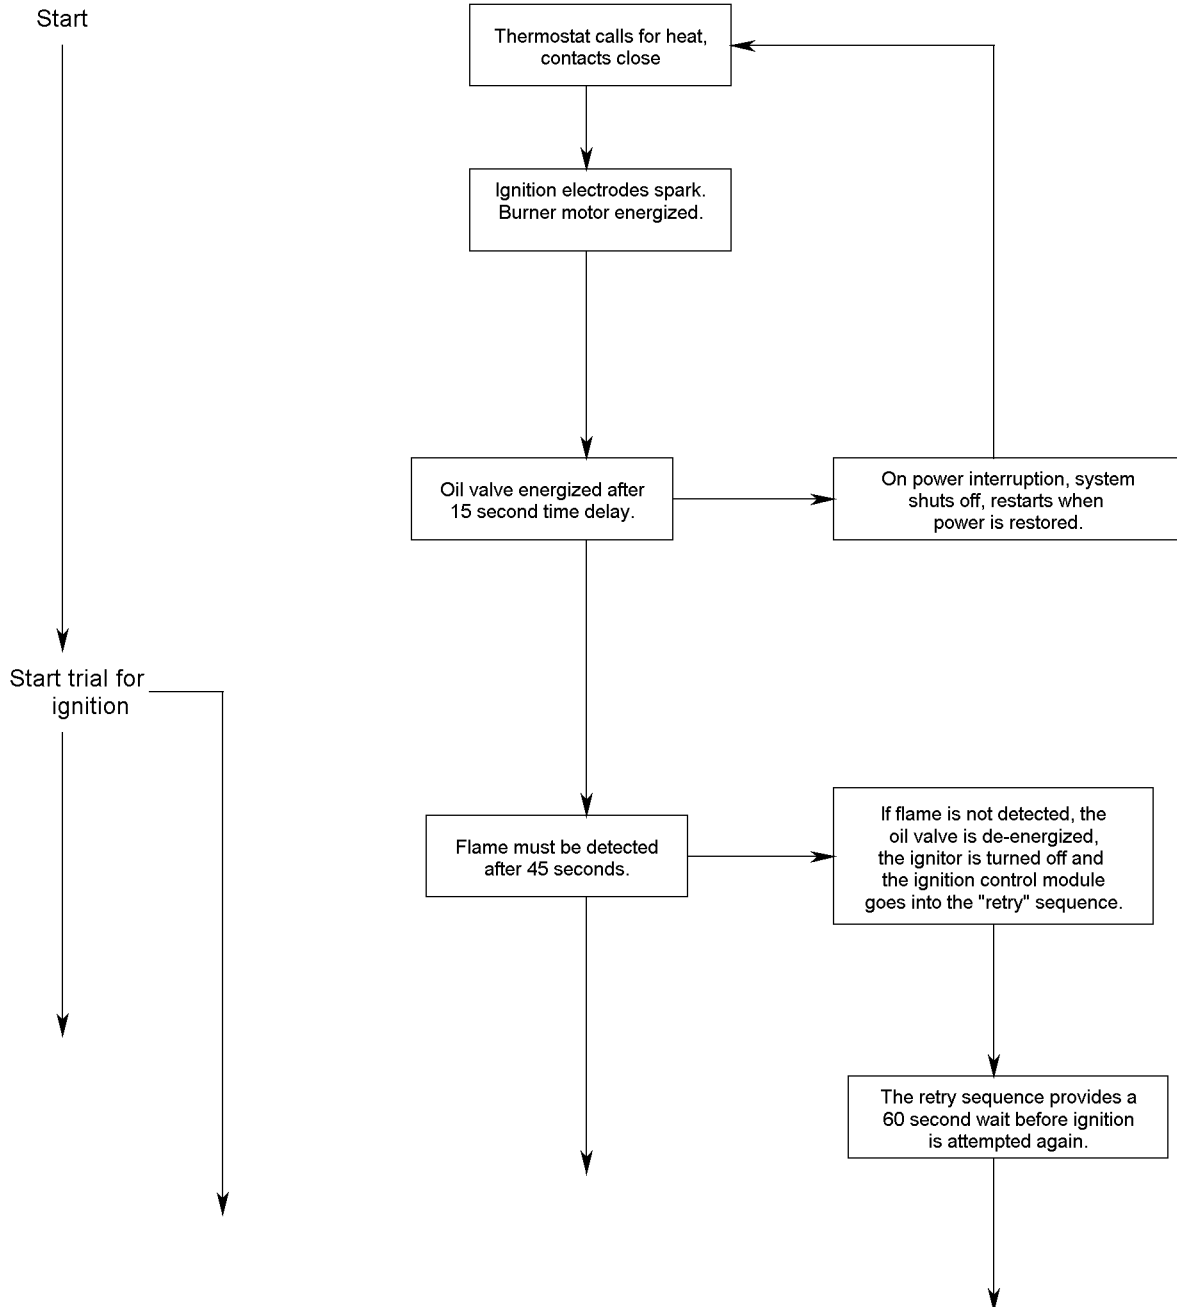 Start
Thermostat calls for heat,
contacts close
Ignition electrodes spark.
Burner motor energized.
Oil valve energized after
15 second time delay.
On power interruption, system
shuts off, restarts when
power is restored.
Start trial for
ignition
Flame must be detected
after 45 seconds.
If flame is not detected, the
oil valve is de-energized,
the ignitor is turned off and
the ignition control module
goes into the "retry" sequence.
The retry sequence provides a
60 second wait before ignition
is attempted again.